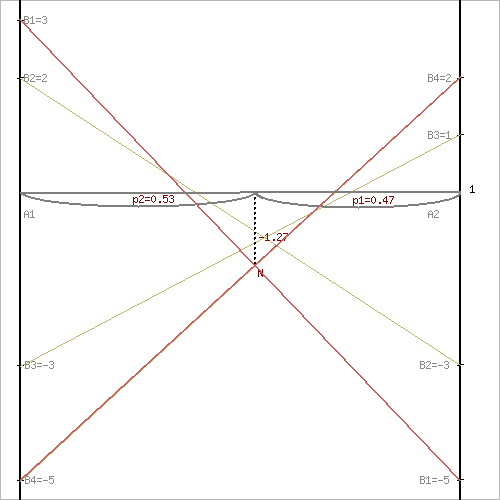 B1=3
B2=2
B4=2
B3=1
1
p2=0.53
p1=0.47
A1
A2
-1.27
N
B3=-3
B2=-3
B4=-5
B1=-5